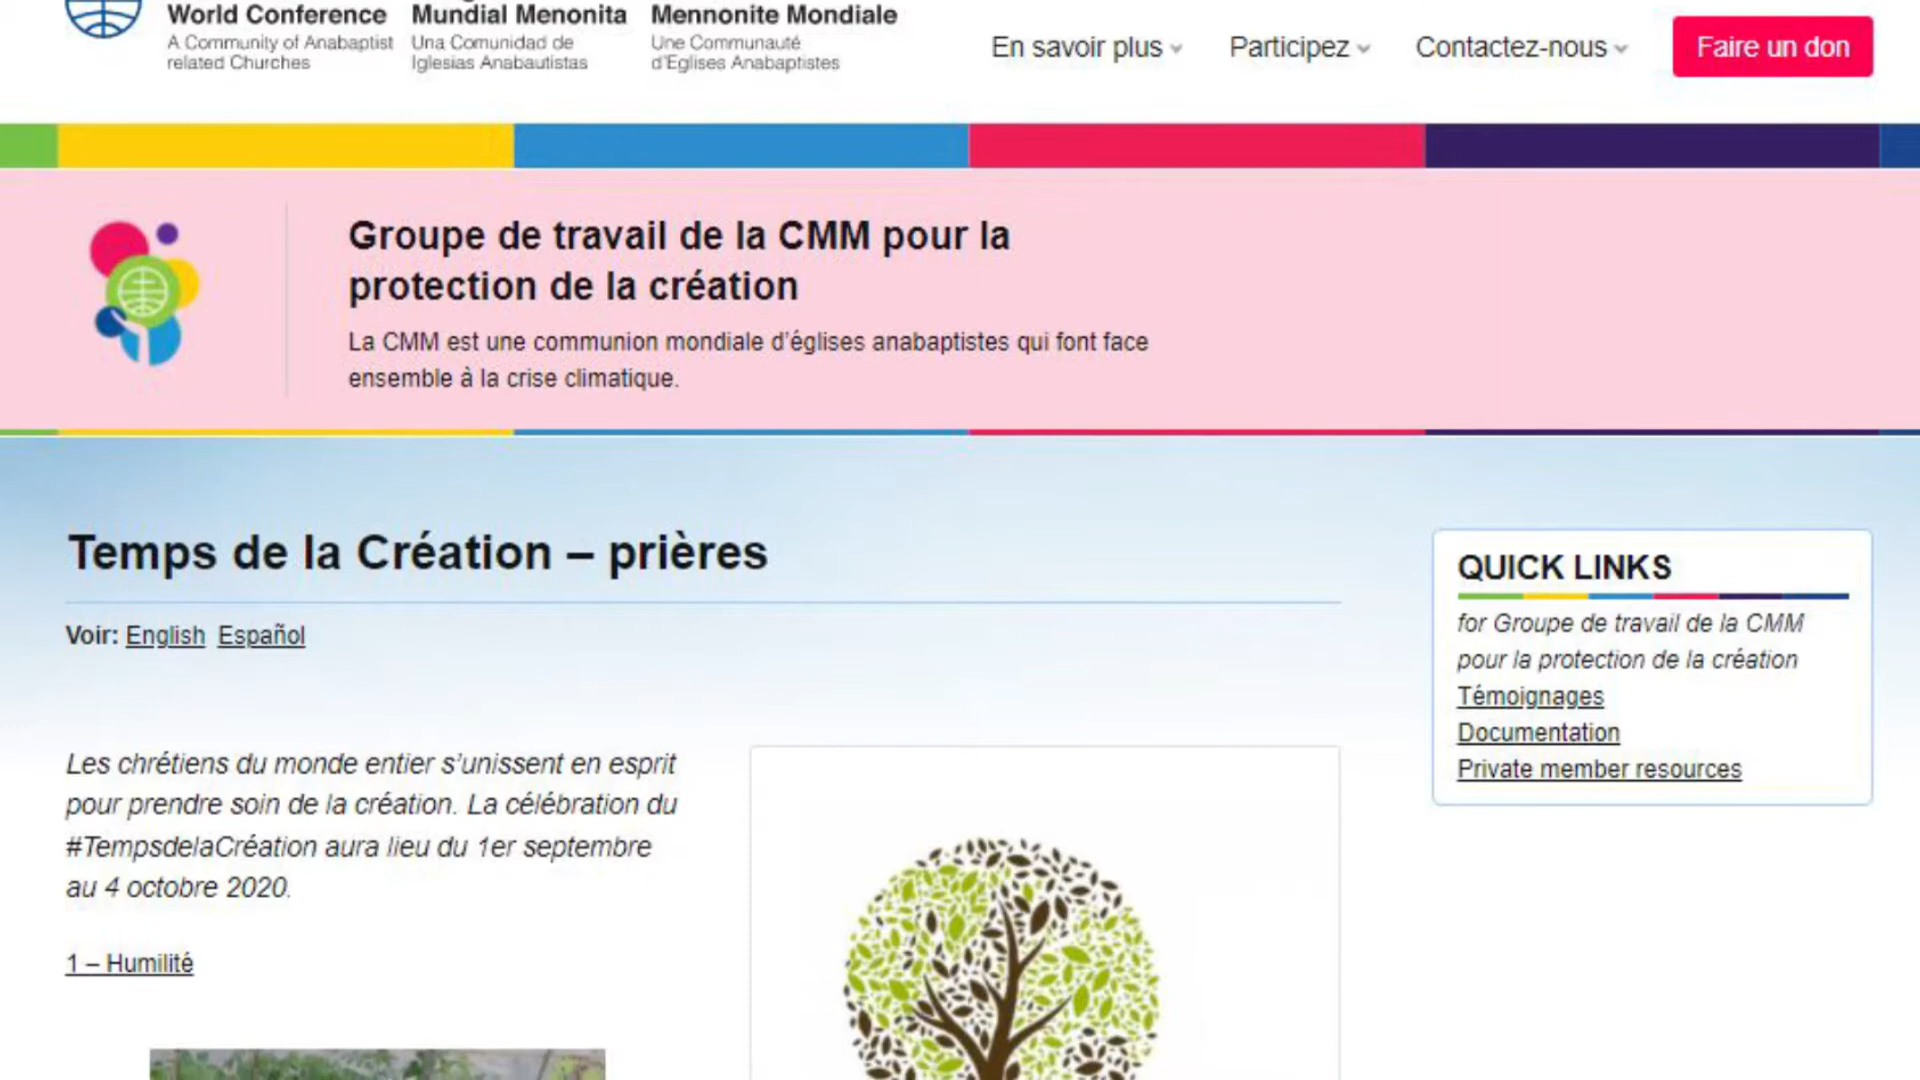 World Conference
A Community of Anabaptist
related Churches
Mundial Menonita
Una Comunidad de
Iglesias Anabautistas
Mennonite Mondiale
Une Communauté
d'Eglises Anabaptistes
En savoir plus
Participez
Contactez-nous
Faire un don
Groupe de travail de la CMM pour la
protection de la création
La CMM est une communion mondiale d'églises anabaptistes qui font face
ensemble à la crise climatique.
Temps de la Création – prières
Voir: English Español
Les chrétiens du monde entier s'unissent en esprit
pour prendre soin de la création. La célébration du
#TempsdelaCréation aura lieu du 1er septembre
au 4 octobre 2020.
1 – Humilité
QUICK LINKS
for Groupe de travail de la CMM
pour la protection de la création
Témoignages
Documentation
Private member resources